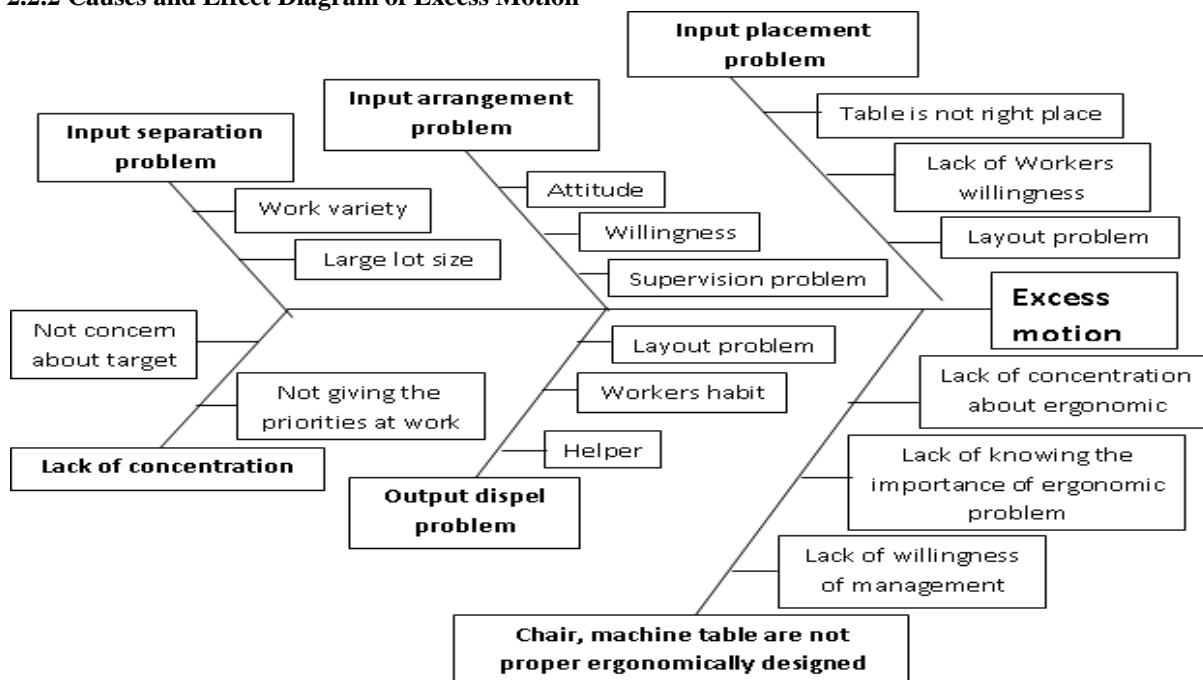 2.2.2 Causes and Effect Diagram of Excess Motion
Input placement
problem
Input arrangement
problem
Input separation
problem
Table is not right place
Lack of Workers
willingness
Layout problem
Attitude
Willingness
Supervision problem
Work variety
Large lot size
Excess
motion
Not concern
about target
Not giving the
priorities at work
Lack of concentration
Layout problem
Workers habit
Helper
Output dispel
problem
Lack of concentration
about ergonomic
Lack of knowing the
importance of ergonomic
problem
Lack of willingness
of management
Chair, machine table are not
proper ergonomically designed